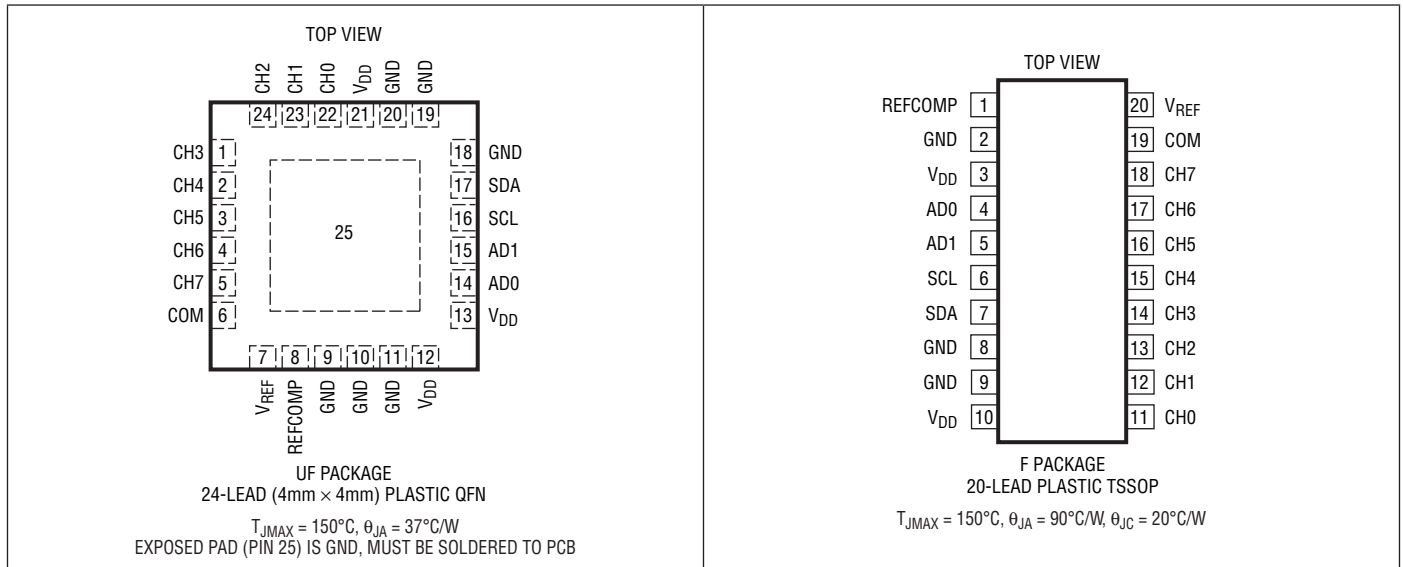 TOP VIEW
CH2 CH1 CH0 VDD GND GND
24 23 22 21 20 19
CH3 1
CH4 2
CH5 3
CH6 4
CH7 5
COM 6
25
18 GND
17 SDA
16 SCL
15 AD1
14 AD0
13 VDD
7 8 9 10 11 12
VREF REFCOMP GND GND GND VDD
UF PACKAGE
24-LEAD (4mm × 4mm) PLASTIC QFN
TJMAX = 150°C, θJA = 37°C/W
EXPOSED PAD (PIN 25) IS GND, MUST BE SOLDERED TO PCB
TOP VIEW
REFCOMP 1
GND 2
VDD 3
AD0 4
AD1 5
SCL 6
SDA 7
GND 8
GND 9
VDD 10
20 VREF
19 COM
18 CH7
17 CH6
16 CH5
15 CH4
14 CH3
13 CH2
12 CH1
11 CH0
F PACKAGE
20-LEAD PLASTIC TSSOP
TJMAX = 150°C, θJA = 90°C/W, θJC = 20°C/W